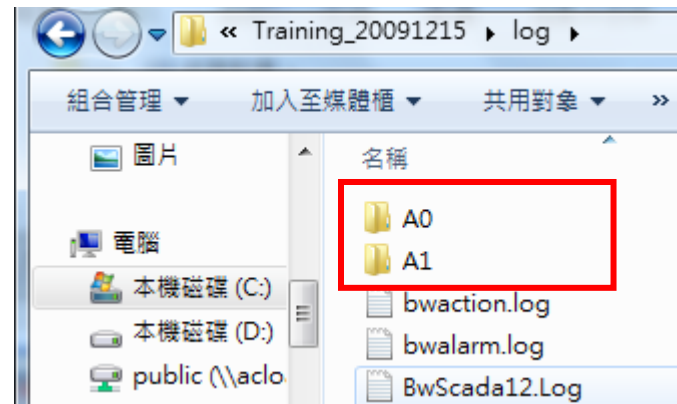 « Training_20091215 ▸ log ▸
組合管理 ▼ 加入至媒體櫃 ▼ 共用對象 ▼ »
圖片
電腦
本機磁碟 (C:)
本機磁碟 (D:)
public (\\aclo
名稱
A0
A1
bwaction.log
bwalarm.log
BwScada12.Log